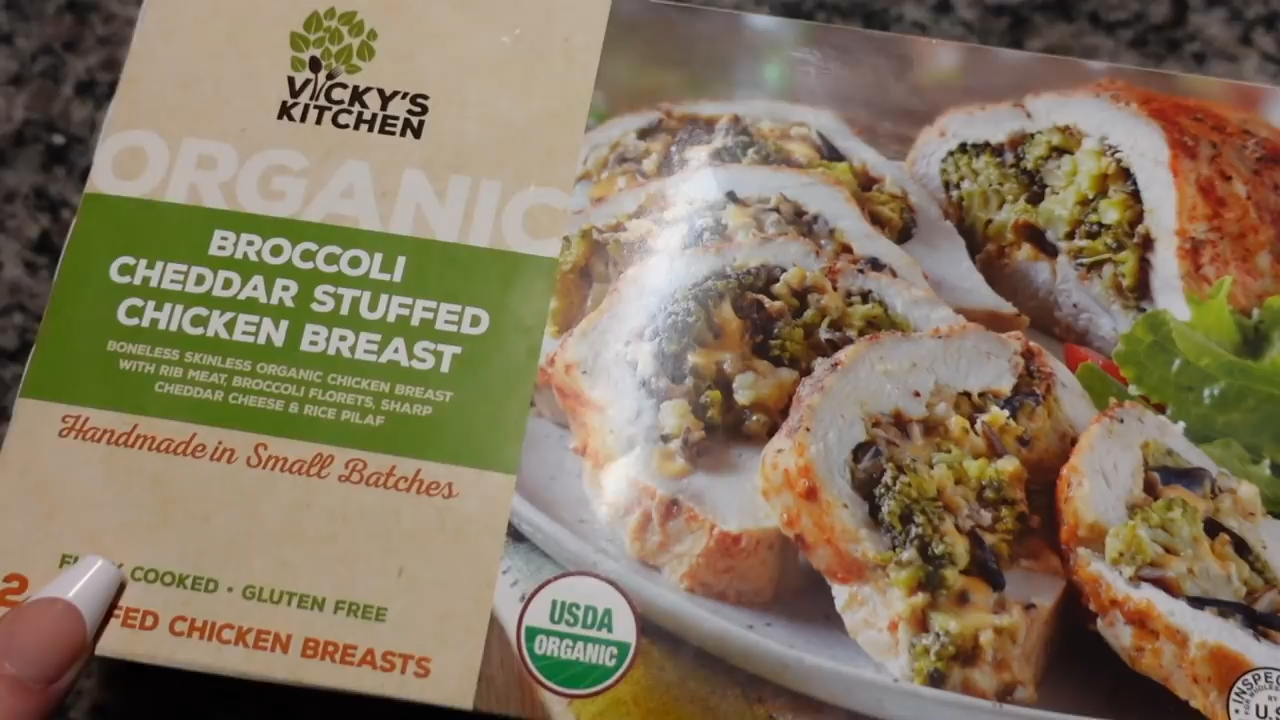 VICKY'S
KITCHEN
ORGANIC
BROCCOLI
CHEDDAR STUFFED
CHICKEN BREAST
BONELESS SKINLESS ORGANIC CHICKEN BREAST
WITH RIB MEAT, BROCCOLI FLORETS, SHARP
CHEDDAR CHEESE & RICE PILAF
Handmade in Small Batches
COOKED • GLUTEN FREE
2 CHICKEN BREASTS
USDA
ORGANIC